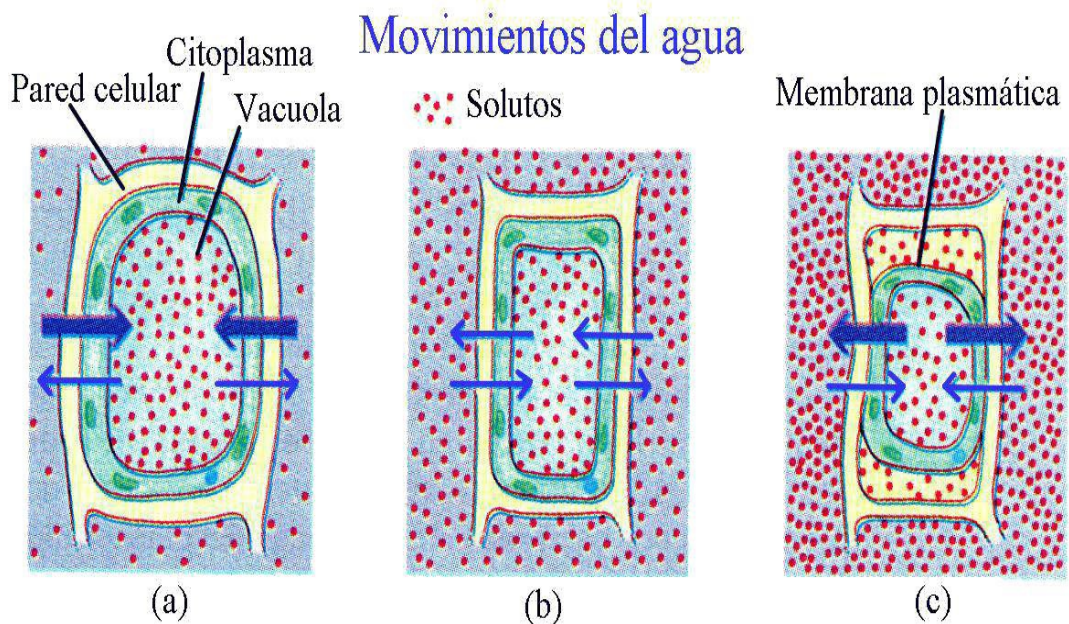 Movimientos del agua
Citoplasma
Pared celular
Vacuola
Solutos
Membrana plasmática
(a)
(b)
(c)